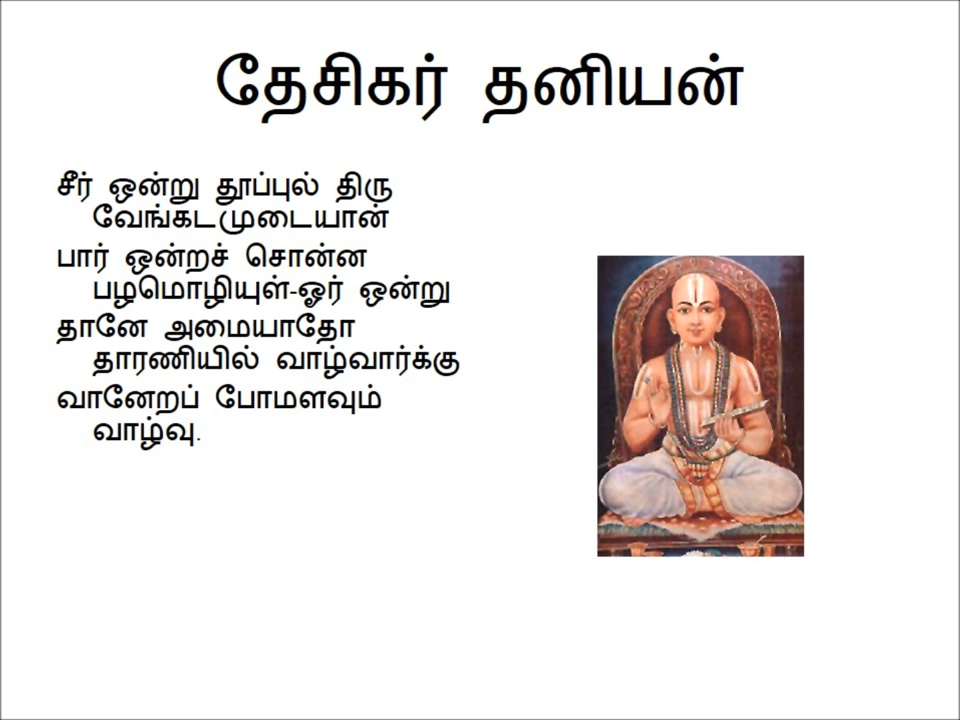 தேசிகர் தனியன்
சீர் ஒன்று தூப்புல் திரு
வேங்கடமுடையான்
பார் ஒன்றச் சொன்ன
பழமொழியுள்-ஓர் ஒன்று
தானே அமையாதோ
தாரணியில் வாழ்வார்க்கு
வானேறப் போமளவும்
வாழ்வு.